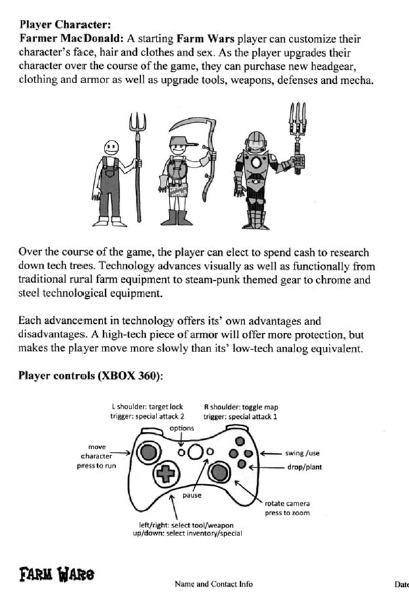 Player Character:
Farmer MacDonald: A starting Farm Wars player can customize their
character's face, hair and clothes and sex. As the player upgrades their
character over the course of the game, they can purchase new headgear,
clothing and armor as well as upgrade tools, weapons, defenses and mecha.
Over the course of the game, the player can elect to spend cash to research
down tech trees. Technology advances visually as well as functionally from
traditional rural farm equipment to steam-punk themed gear to chrome and
steel technological equipment.
Each advancement in technology offers its' own advantages and
disadvantages. A high-tech piece of armor will offer more protection, but
makes the player move more slowly than its' low-tech analog equivalent.
Player controls (XBOX 360):
L shoulder: target lock
trigger: special attack 2
R shoulder: toggle map
trigger: special attack 1
options
move
character
press to run
swing /use
drop/plant
pause
rotate camera
press to zoom
left/right: select tool/weapon
up/down: select inventory/special
FARM WARS
Name and Contact Info
Date